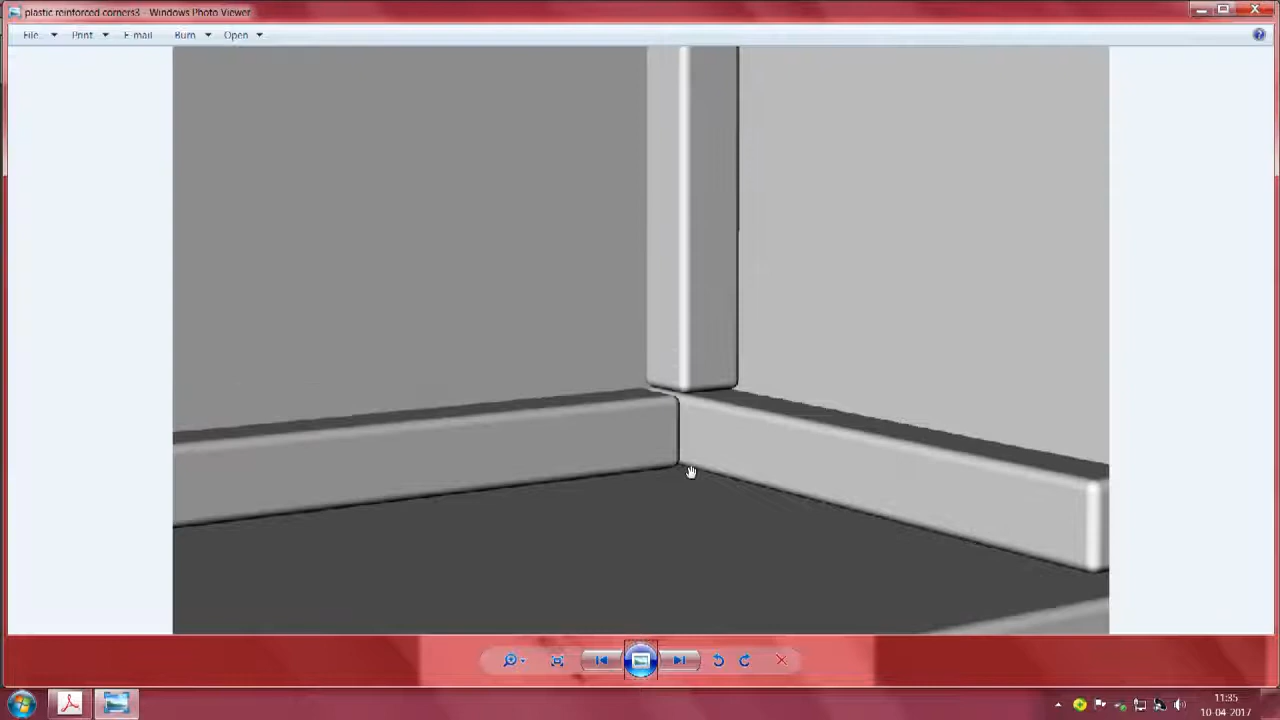 plastic reinforced corners3 - Windows Photo Viewer
File Print E-mail Burn Open
11:35
10-04-2017